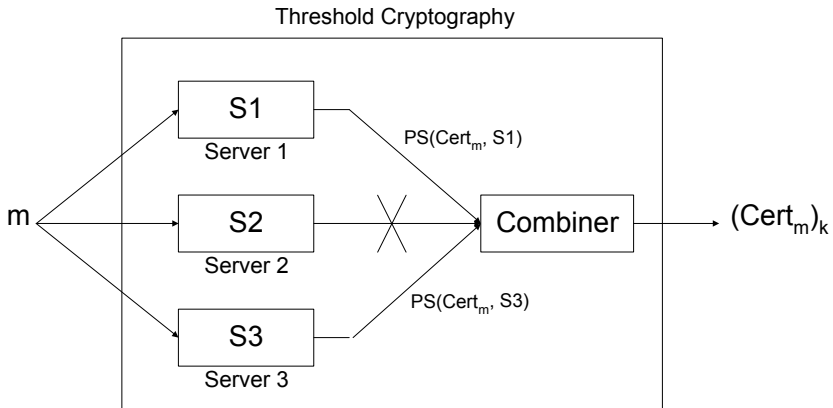 Threshold Cryptography
S1
Server 1
PS(Cert_m, S1)
m
S2
Server 2
Combiner
(Cert_m)_k
PS(Cert_m, S3)
S3
Server 3